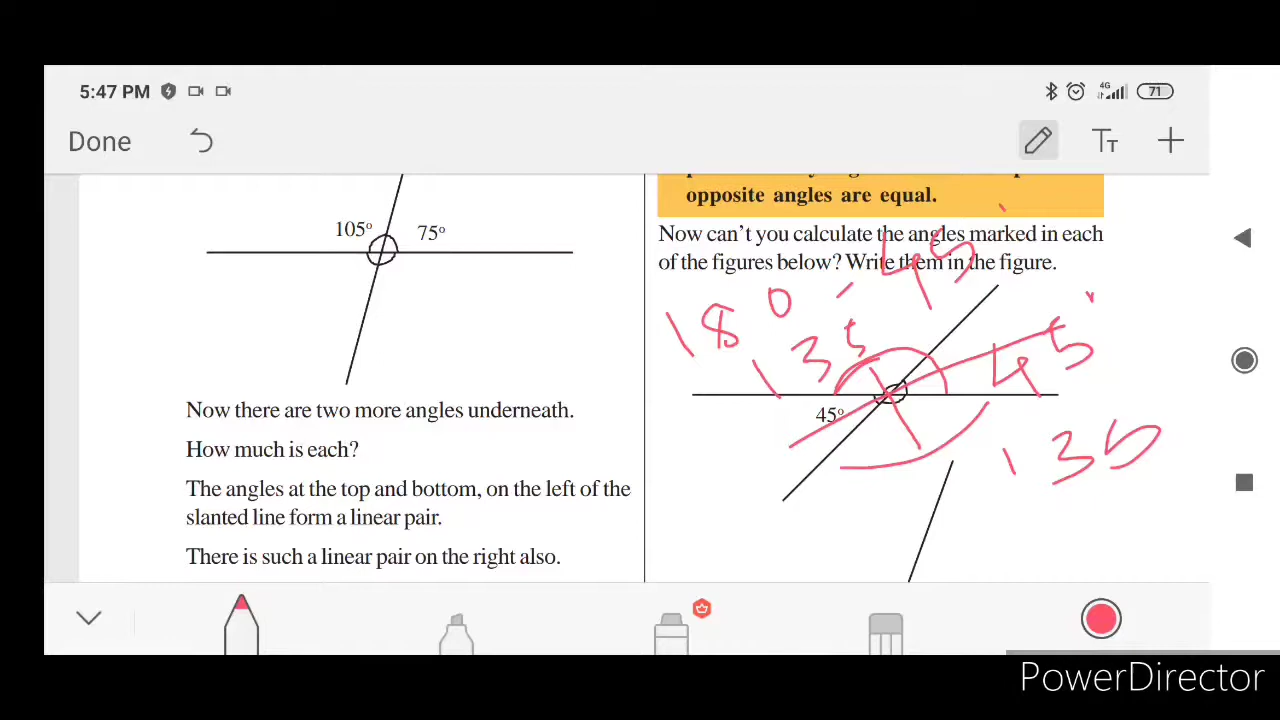 5:47 PM
4G
71
Done
TT
105°
75°
Now there are two more angles underneath.
How much is each?
The angles at the top and bottom, on the left of the
slanted line form a linear pair.
There is such a linear pair on the right also.
opposite angles are equal.
Now can't you calculate the angles marked in each
of the figures below? Write them in the figure.
180 - 45°
135
45°
45°
135
PowerDirector